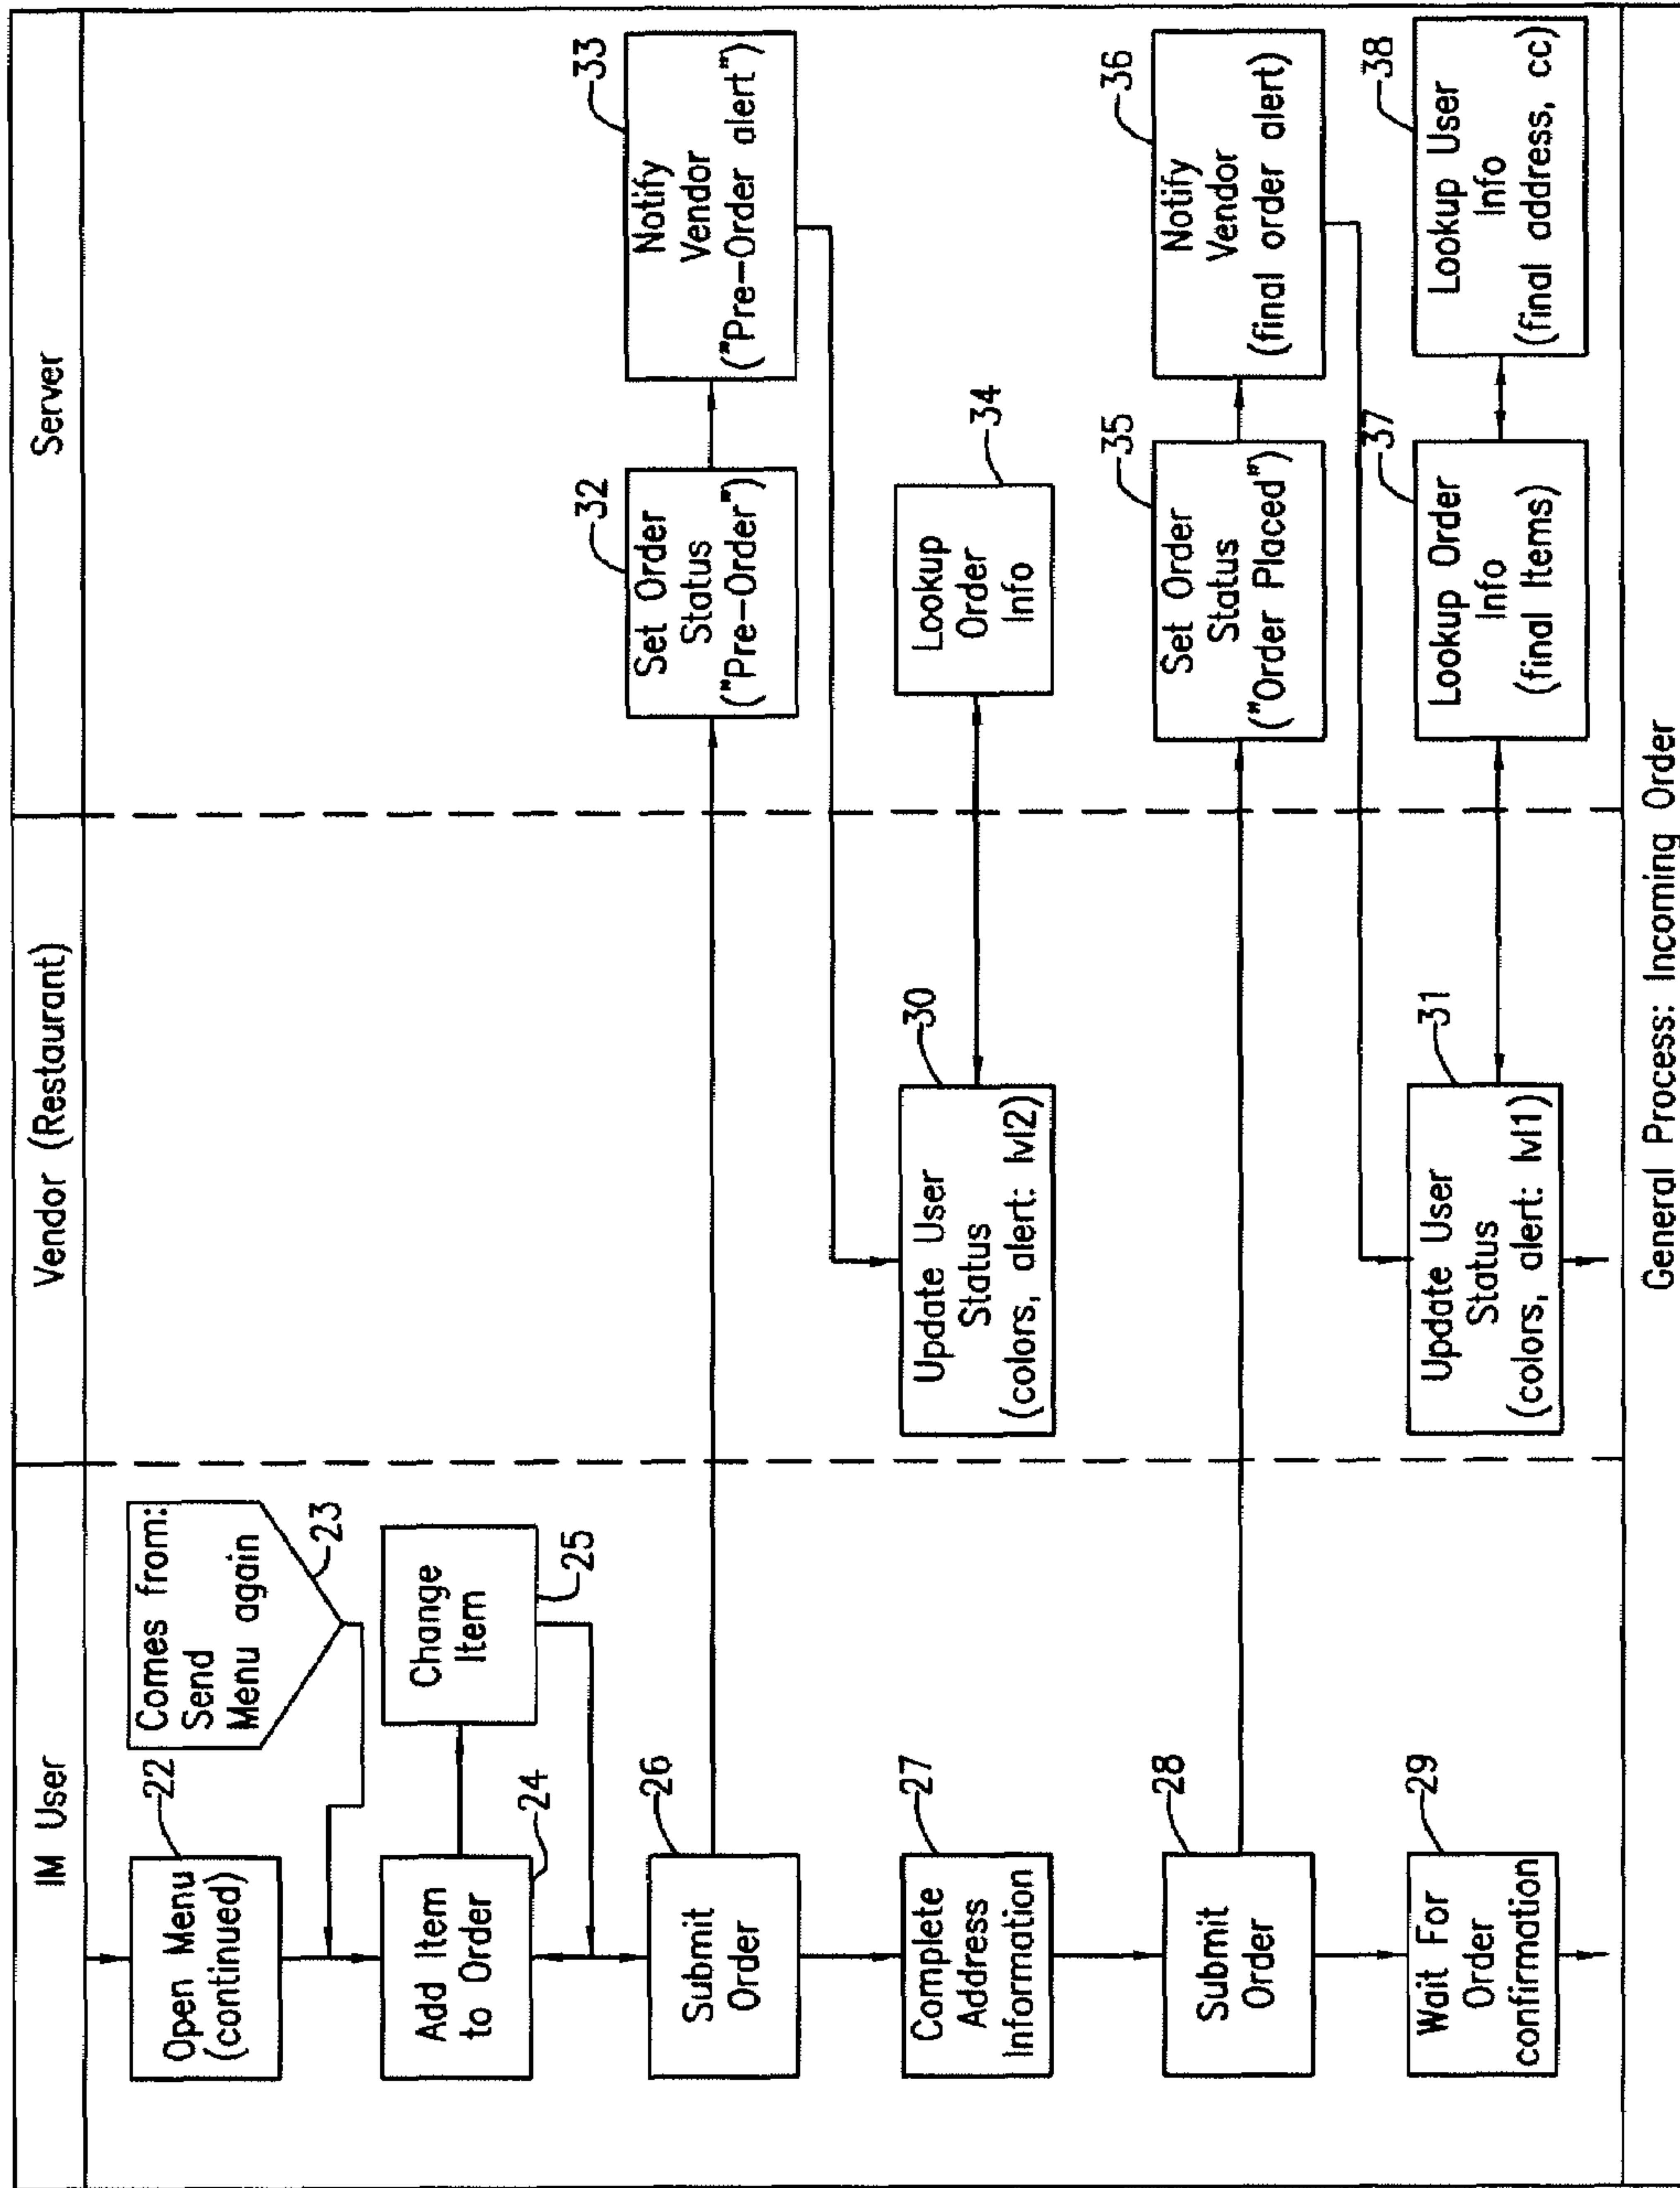 IM User
Vendor (Restaurant)
Server
22
Open Menu
(continued)
Comes from:
Send
Menu again
23
Add Item
to Order
24
Change
Item
25
Submit
Order
26
Set Order
Status
("Pre-Order")
32
Notify
Vendor
("Pre-Order alert")
33
Complete
Address
Information
27
Update User
Status
(colors, alert: lvl2)
30
Lookup
Order
Info
34
Submit
Order
28
Set Order
Status
("Order Placed")
35
Notify
Vendor
(final order alert)
36
Wait For
Order
confirmation
29
Update User
Status
(colors, alert: lvl1)
31
Lookup Order
Info
(final Items)
37
Lookup User
Info
(final address, cc)
38
General Process: Incoming Order